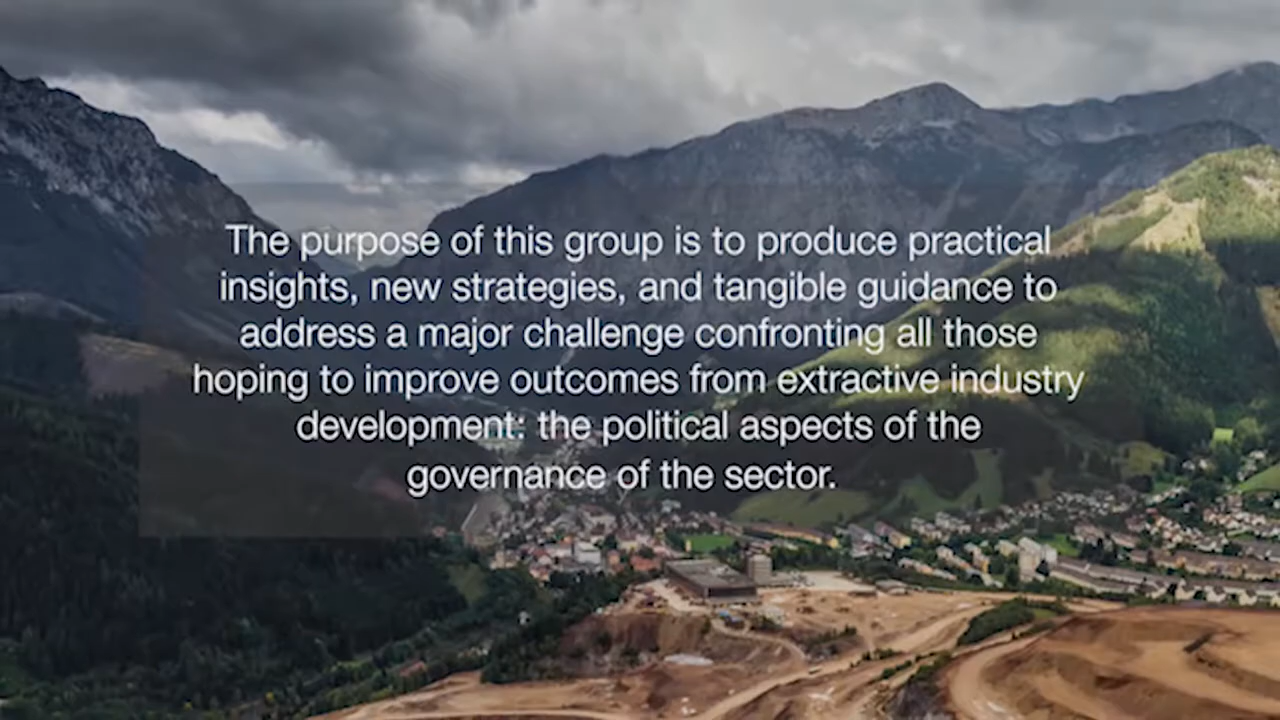 The purpose of this group is to produce practical
insights, new strategies, and tangible guidance to
address a major challenge confronting all those
hoping to improve outcomes from extractive industry
development: the political aspects of the
governance of the sector.